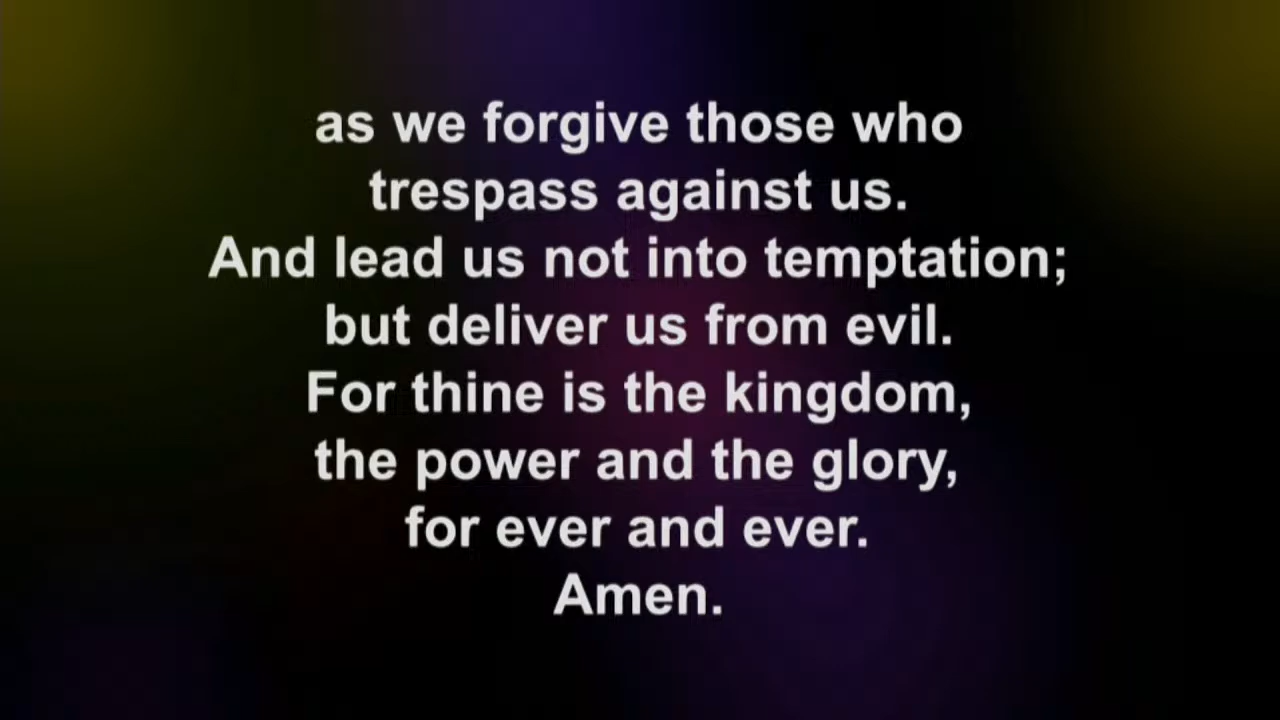 as we forgive those who
trespass against us.
And lead us not into temptation;
but deliver us from evil.
For thine is the kingdom,
the power and the glory,
for ever and ever.
Amen.